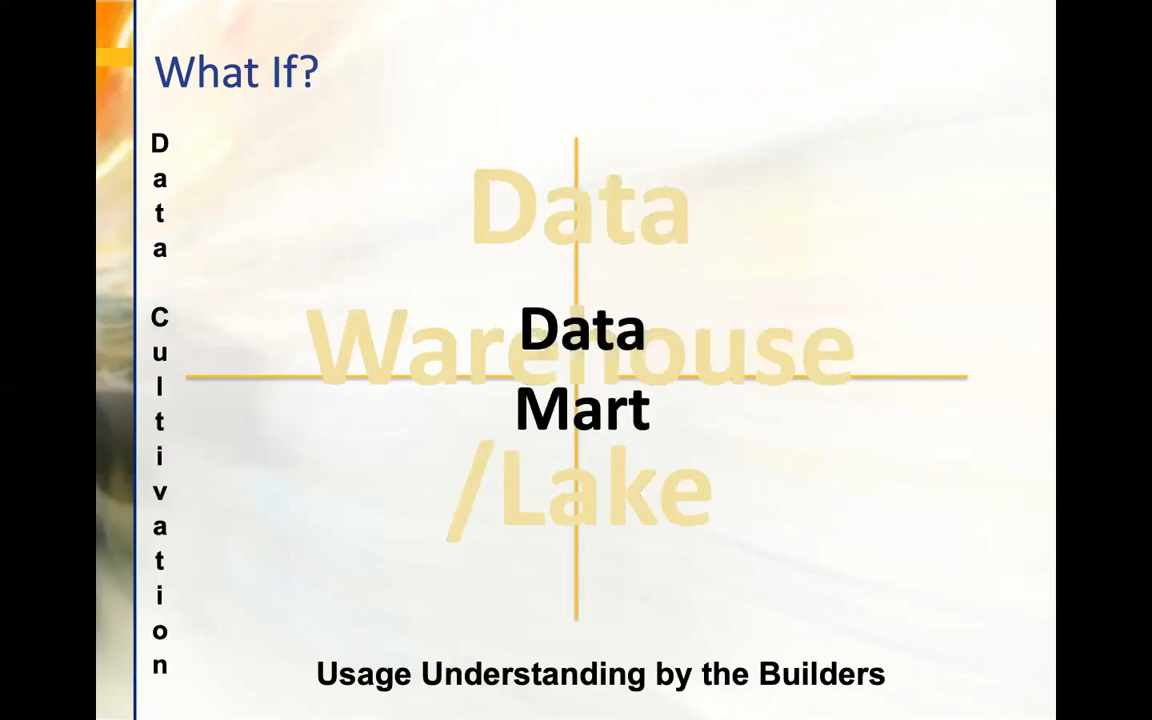 What If?
Data Cultivation
Data
Warehouse
/Lake
Data
Mart
Usage Understanding by the Builders